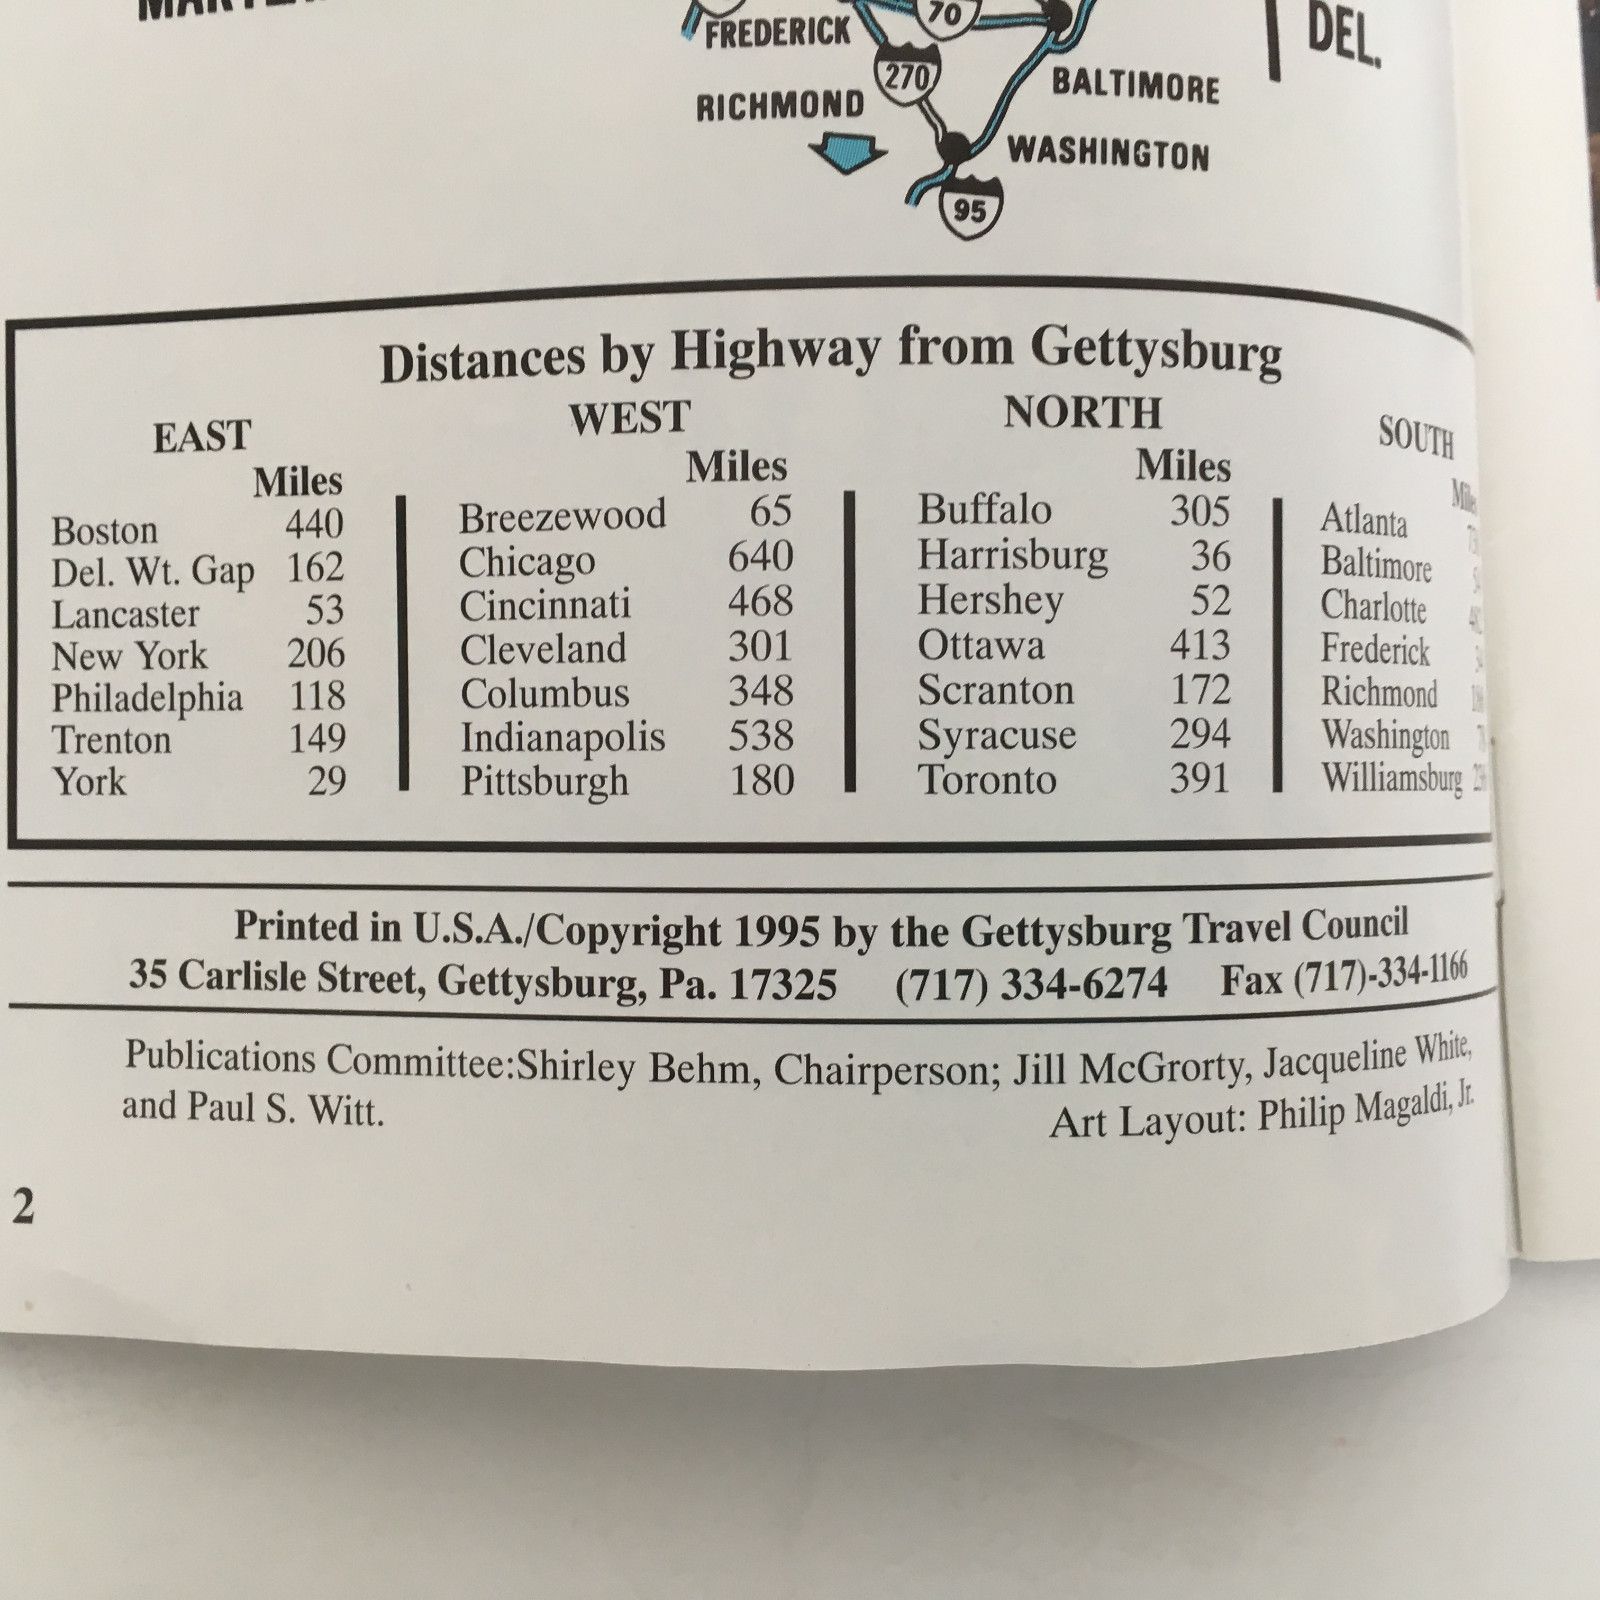 FREDERICK
70
DEL.
270
BALTIMORE
RICHMOND
WASHINGTON
95
Distances by Highway from Gettysburg
EAST
Miles
Boston 440
Del. Wt. Gap 162
Lancaster 53
New York 206
Philadelphia 118
Trenton 149
York 29
WEST
Miles
Breezewood 65
Chicago 640
Cincinnati 468
Cleveland 301
Columbus 348
Indianapolis 538
Pittsburgh 180
NORTH
Miles
Buffalo 305
Harrisburg 36
Hershey 52
Ottawa 413
Scranton 172
Syracuse 294
Toronto 391
SOUTH
Miles
Atlanta
Baltimore
Charlotte
Frederick
Richmond
Washington
Williamsburg
Printed in U.S.A./Copyright 1995 by the Gettysburg Travel Council
35 Carlisle Street, Gettysburg, Pa. 17325 (717) 334-6274 Fax (717)-334-1166
Publications Committee:Shirley Behm, Chairperson; Jill McGrorty, Jacqueline White,
and Paul S. Witt.
Art Layout: Philip Magaldi, Jr.
2